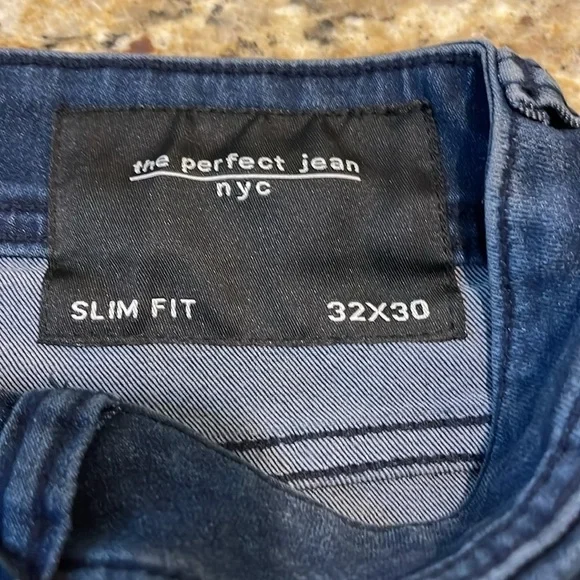 the perfect jean
nyc
SLIM FIT 32X30